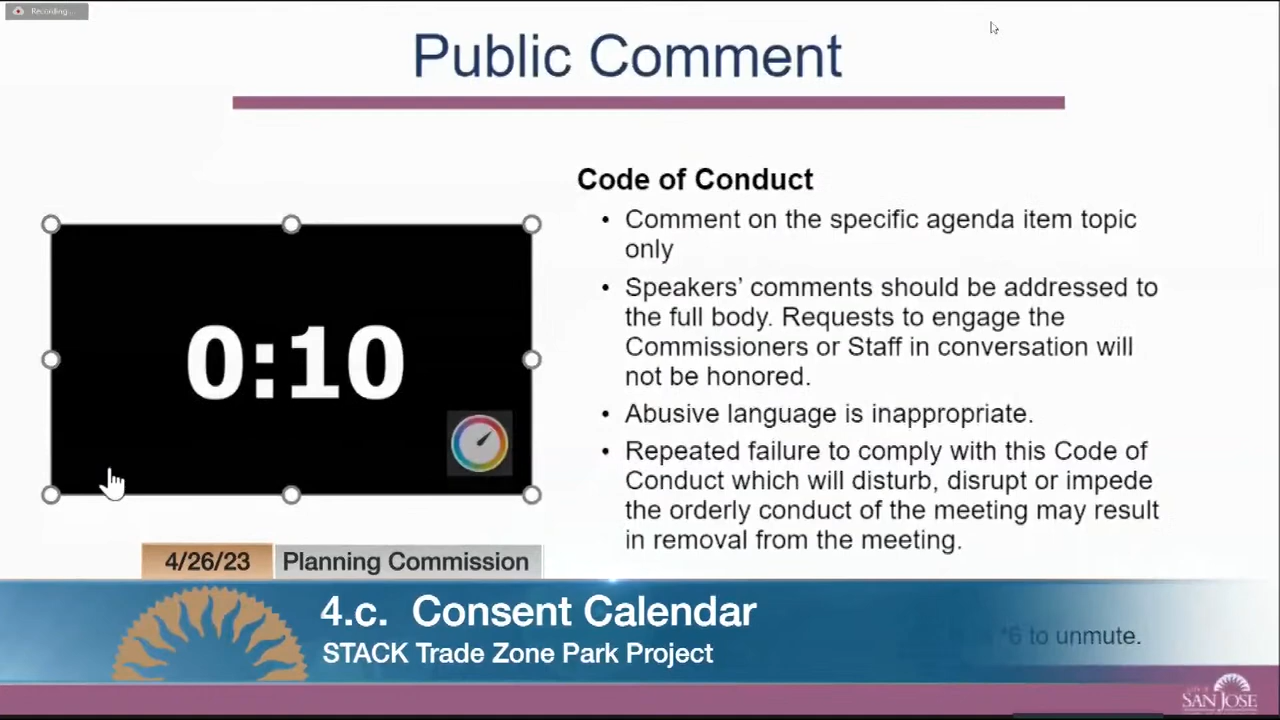 Recording...
Public Comment
Code of Conduct
• Comment on the specific agenda item topic
only
• Speakers’ comments should be addressed to
the full body. Requests to engage the
Commissioners or Staff in conversation will
not be honored.
• Abusive language is inappropriate.
• Repeated failure to comply with this Code of
Conduct which will disturb, disrupt or impede
the orderly conduct of the meeting may result
in removal from the meeting.
0:10
4/26/23 Planning Commission
4.c. Consent Calendar
STACK Trade Zone Park Project
*6 to unmute.
CITY OF
SAN JOSE